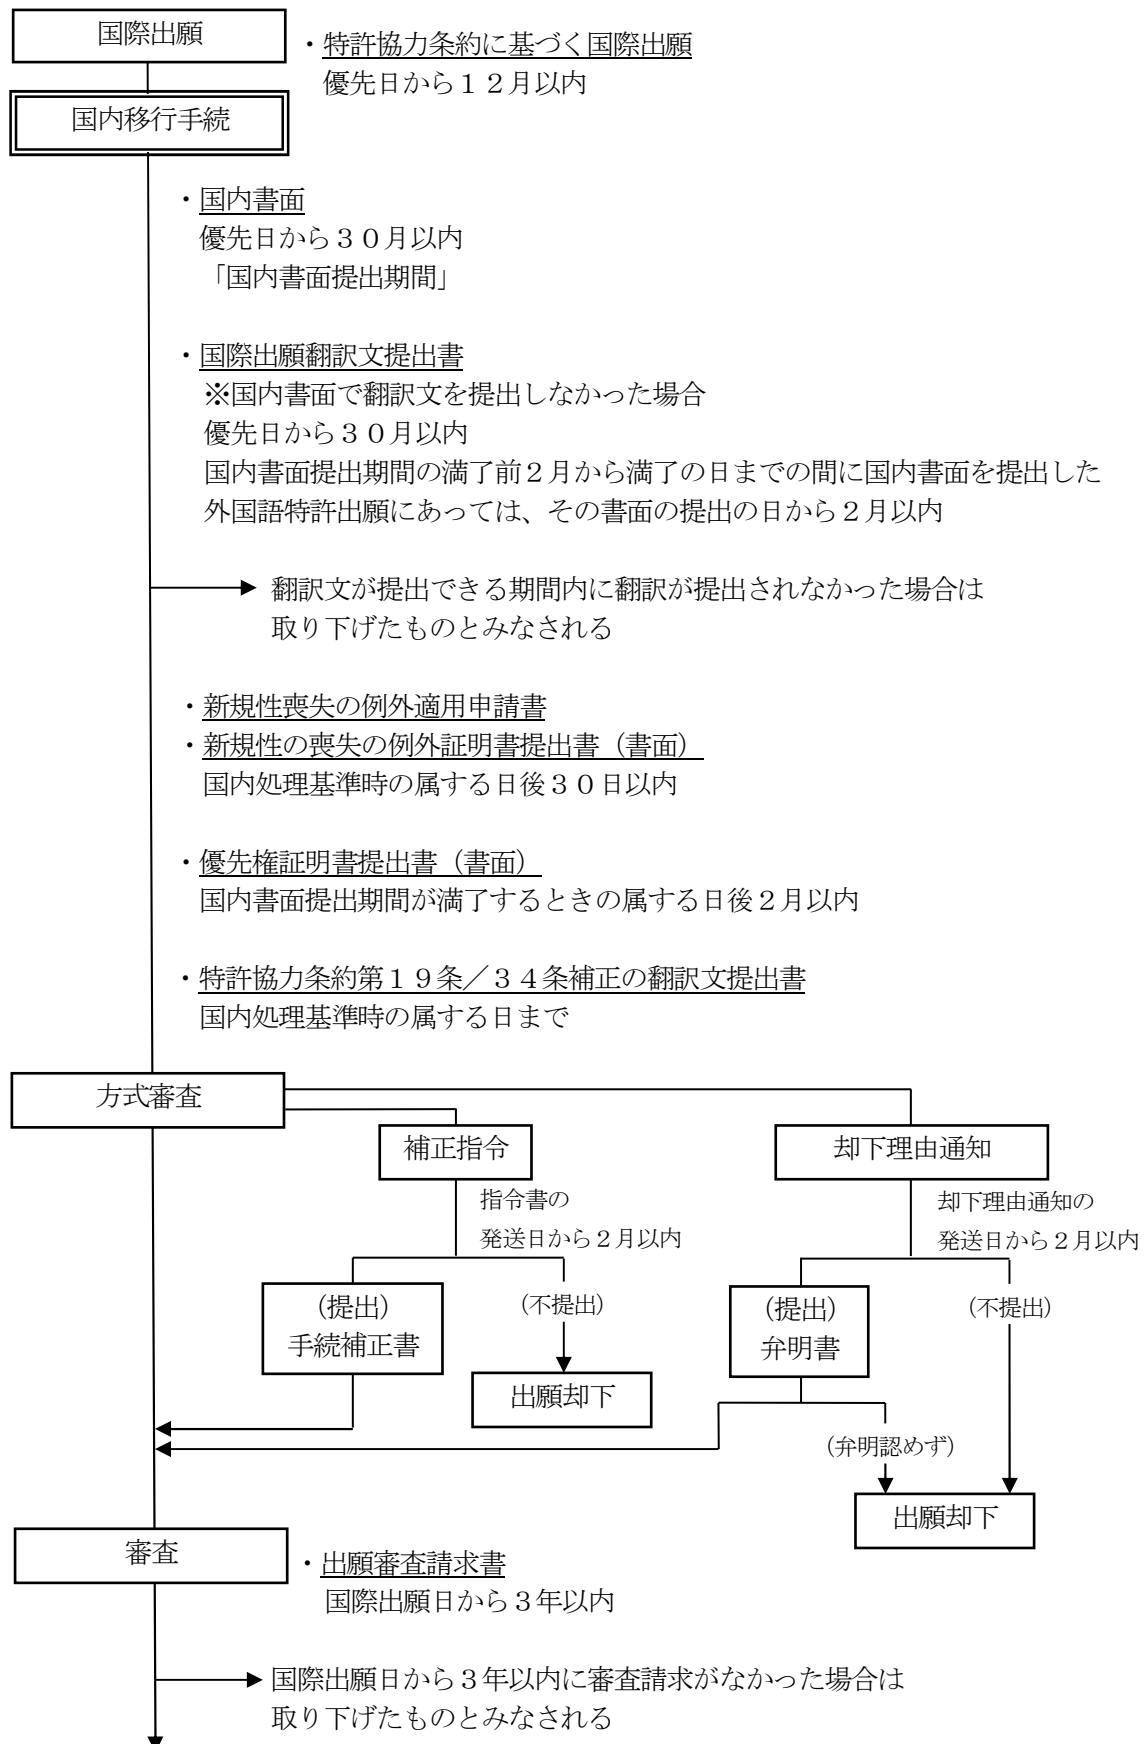 国際出願
・特許協力条約に基づく国際出願
優先日から１２月以内
国内移行手続
・国内書面
優先日から３０月以内
「国内書面提出期間」
・国際出願翻訳文提出書
※国内書面で翻訳文を提出しなかった場合
優先日から３０月以内
国内書面提出期間の満了前２月から満了の日までの間に国内書面を提出した
外国語特許出願にあっては、その書面の提出の日から２月以内
翻訳文が提出できる期間内に翻訳が提出されなかった場合は
取り下げたものとみなされる
・新規性喪失の例外適用申請書
・新規性の喪失の例外証明書提出書（書面）
国内処理基準時の属する日後３０日以内
・優先権証明書提出書（書面）
国内書面提出期間が満了するときの属する日後２月以内
・特許協力条約第１９条／３４条補正の翻訳文提出書
国内処理基準時の属する日まで
方式審査
補正指令
却下理由通知
指令書の
発送日から２月以内
却下理由通知の
発送日から２月以内
（提出）
手続補正書
（不提出）
出願却下
（提出）
弁明書
（不提出）
（弁明認めず）
出願却下
審査
・出願審査請求書
国際出願日から３年以内
国際出願日から３年以内に審査請求がなかった場合は
取り下げたものとみなされる